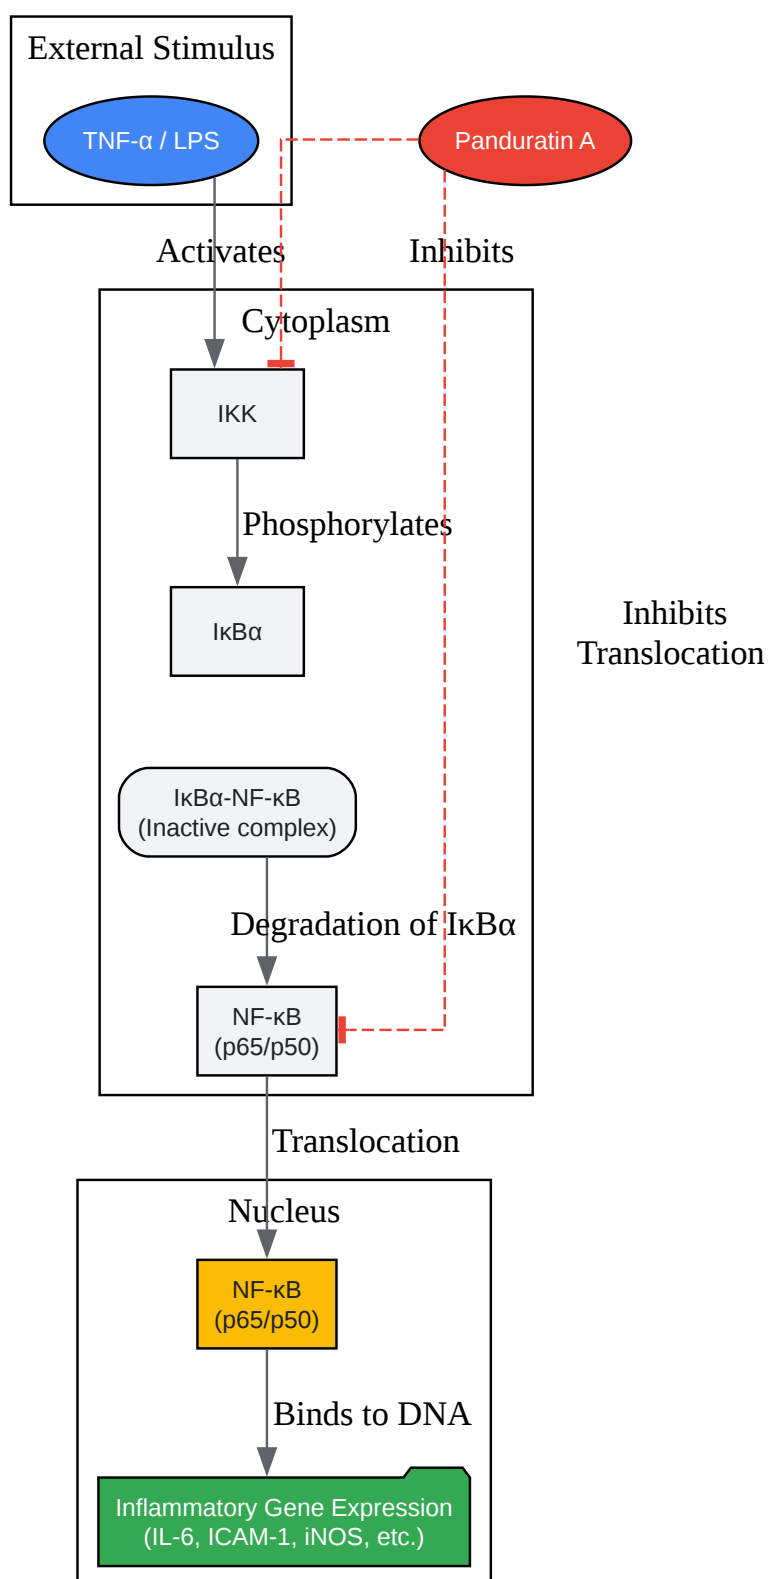 External Stimulus
TNF-α / LPS
Panduratin A
Activates
Inhibits
Cytoplasm
IKK
Phosphorylates
IκBα
Inhibits
Translocation
IκBα-NF-κB
(Inactive complex)
Degradation of IκBα
NF-κB
(p65/p50)
Translocation
Nucleus
NF-κB
(p65/p50)
Binds to DNA
Inflammatory Gene Expression
(IL-6, ICAM-1, iNOS, etc.)